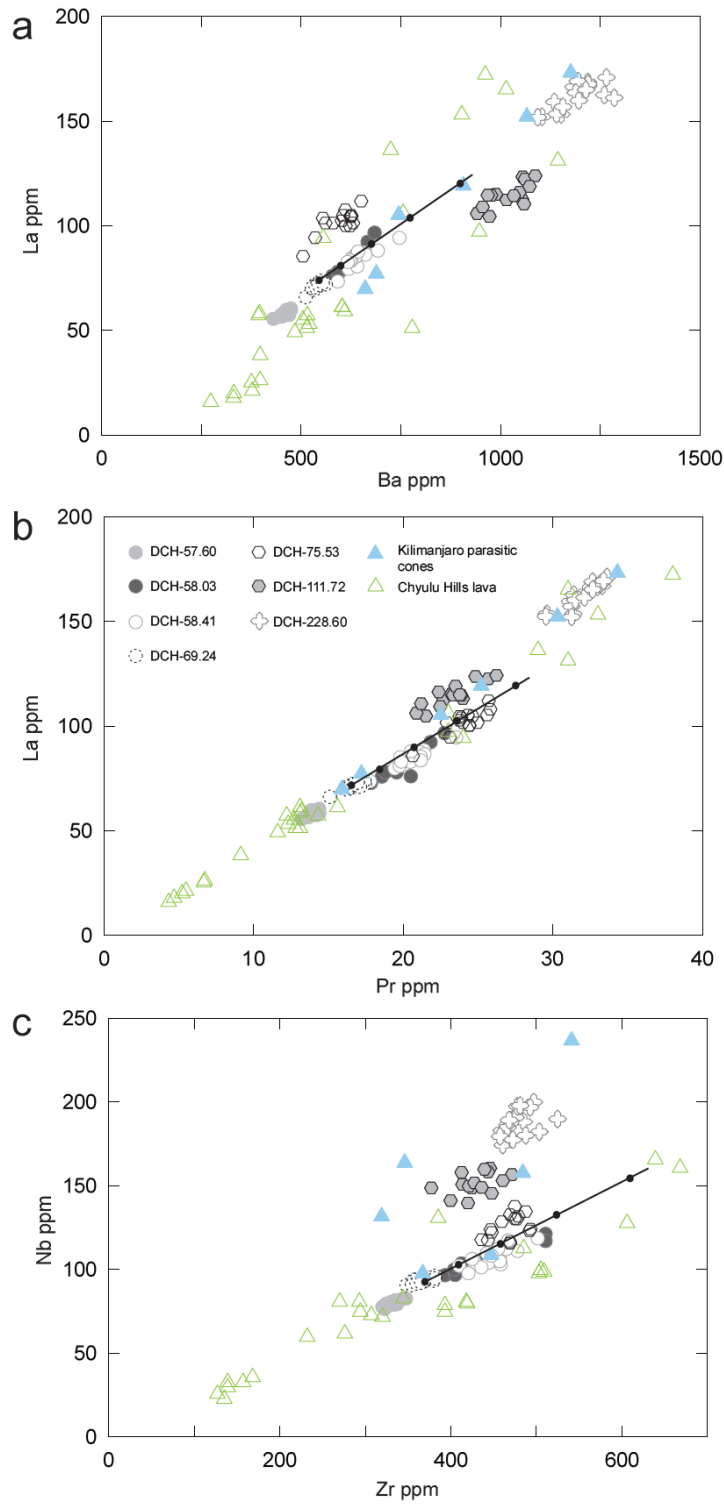 a
200
150
100
50
0
La ppm
0
500
1000
1500
Ba ppm
b
200
150
100
50
0
La ppm
DCH-57.60
DCH-75.53
Kilimanjaro parasitic
cones
DCH-58.03
DCH-111.72
Chyulu Hills lava
DCH-58.41
DCH-228.60
DCH-69.24
0
10
20
30
40
Pr ppm
c
250
200
150
100
50
0
Nb ppm
0
200
400
600
Zr ppm